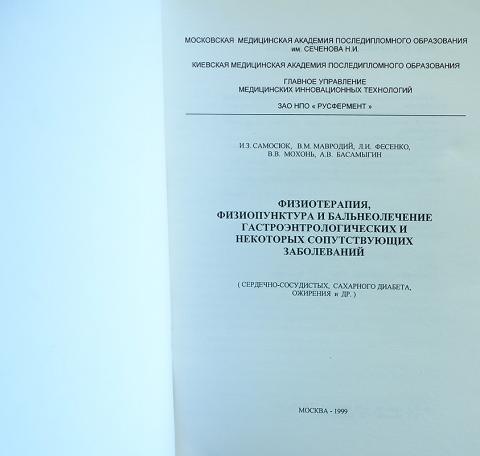 МОСКОВСКАЯ МЕДИЦИНСКАЯ АКАДЕМИЯ ПОСЛЕДИПЛОМНОГО ОБРАЗОВАНИЯ
им. СЕЧЕНОВА Н.И.
КИЕВСКАЯ МЕДИЦИНСКАЯ АКАДЕМИЯ ПОСЛЕДИПЛОМНОГО ОБРАЗОВАНИЯ
ГЛАВНОЕ УПРАВЛЕНИЕ
МЕДИЦИНСКИХ ИННОВАЦИОННЫХ ТЕХНОЛОГИЙ
ЗАО НПО « РУСФЕРМЕНТ »
И.З. САМОСЮК, В.М. МАВРОДИЙ, Л.И. ФЕСЕНКО,
В.В. МОХОНЬ, А.В. БАСАМЫГИН
ФИЗИОТЕРАПИЯ,
ФИЗИОПУНКТУРА И БАЛЬНЕОЛЕЧЕНИЕ
ГАСТРОЭНТРОЛОГИЧЕСКИХ И
НЕКОТОРЫХ СОПУТСТВУЮЩИХ
ЗАБОЛЕВАНИЙ
( СЕРДЕЧНО-СОСУДИСТЫХ, САХАРНОГО ДИАБЕТА,
ОЖИРЕНИЯ и ДР. )
МОСКВА - 1999